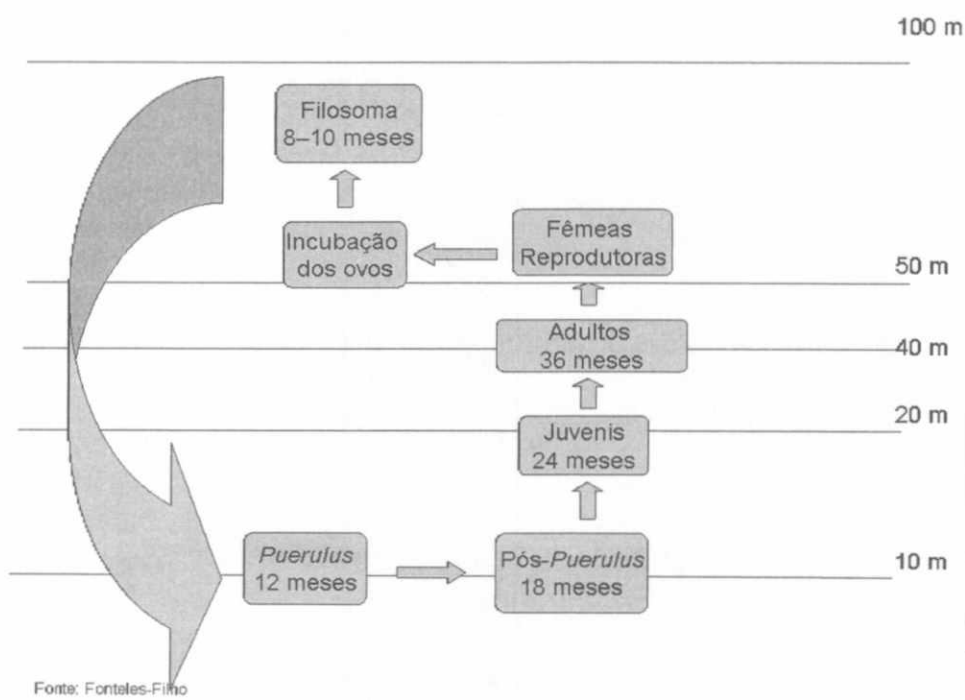 100 m
Filosoma
8–10 meses
Incubação
dos ovos
Fêmeas
Reprodutoras
50 m
Adultos
36 meses
40 m
20 m
Juvenis
24 meses
Puerulus
12 meses
Pós-Puerulus
18 meses
10 m
Fonte: Fonteles-Filho